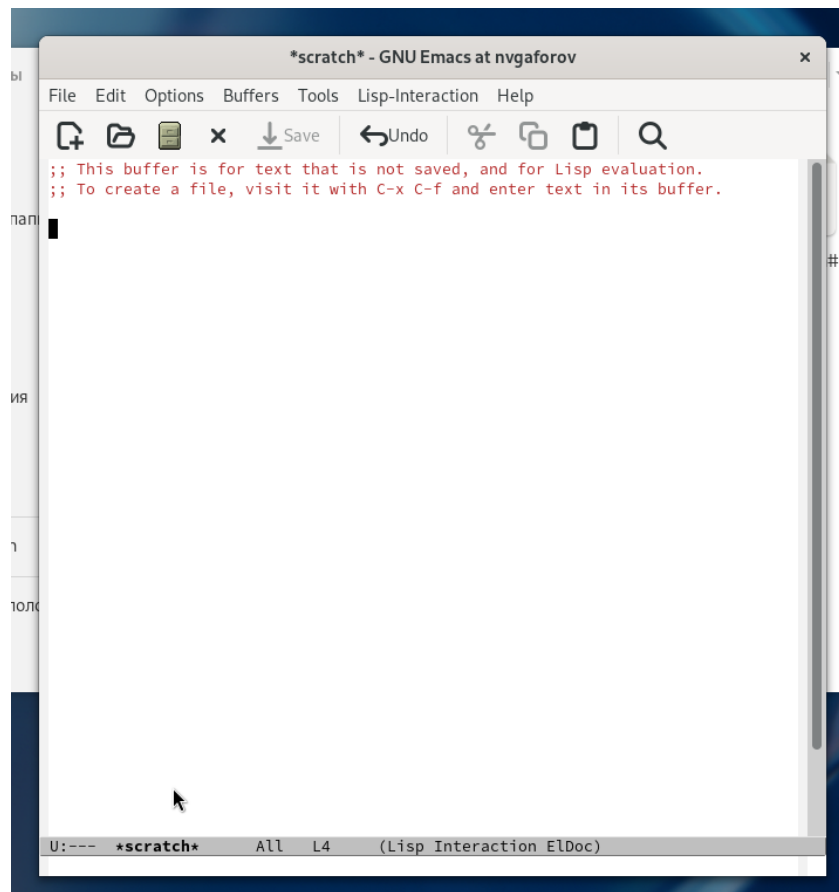 *scratch* - GNU Emacs at nvgaforov
ы
File Edit Options Buffers Tools Lisp-Interaction Help
Save Undo
;; This buffer is for text that is not saved, and for Lisp evaluation.
;; To create a file, visit it with C-x C-f and enter text in its buffer.
#
ия
U:--- *scratch* All L4 (Lisp Interaction ElDoc)